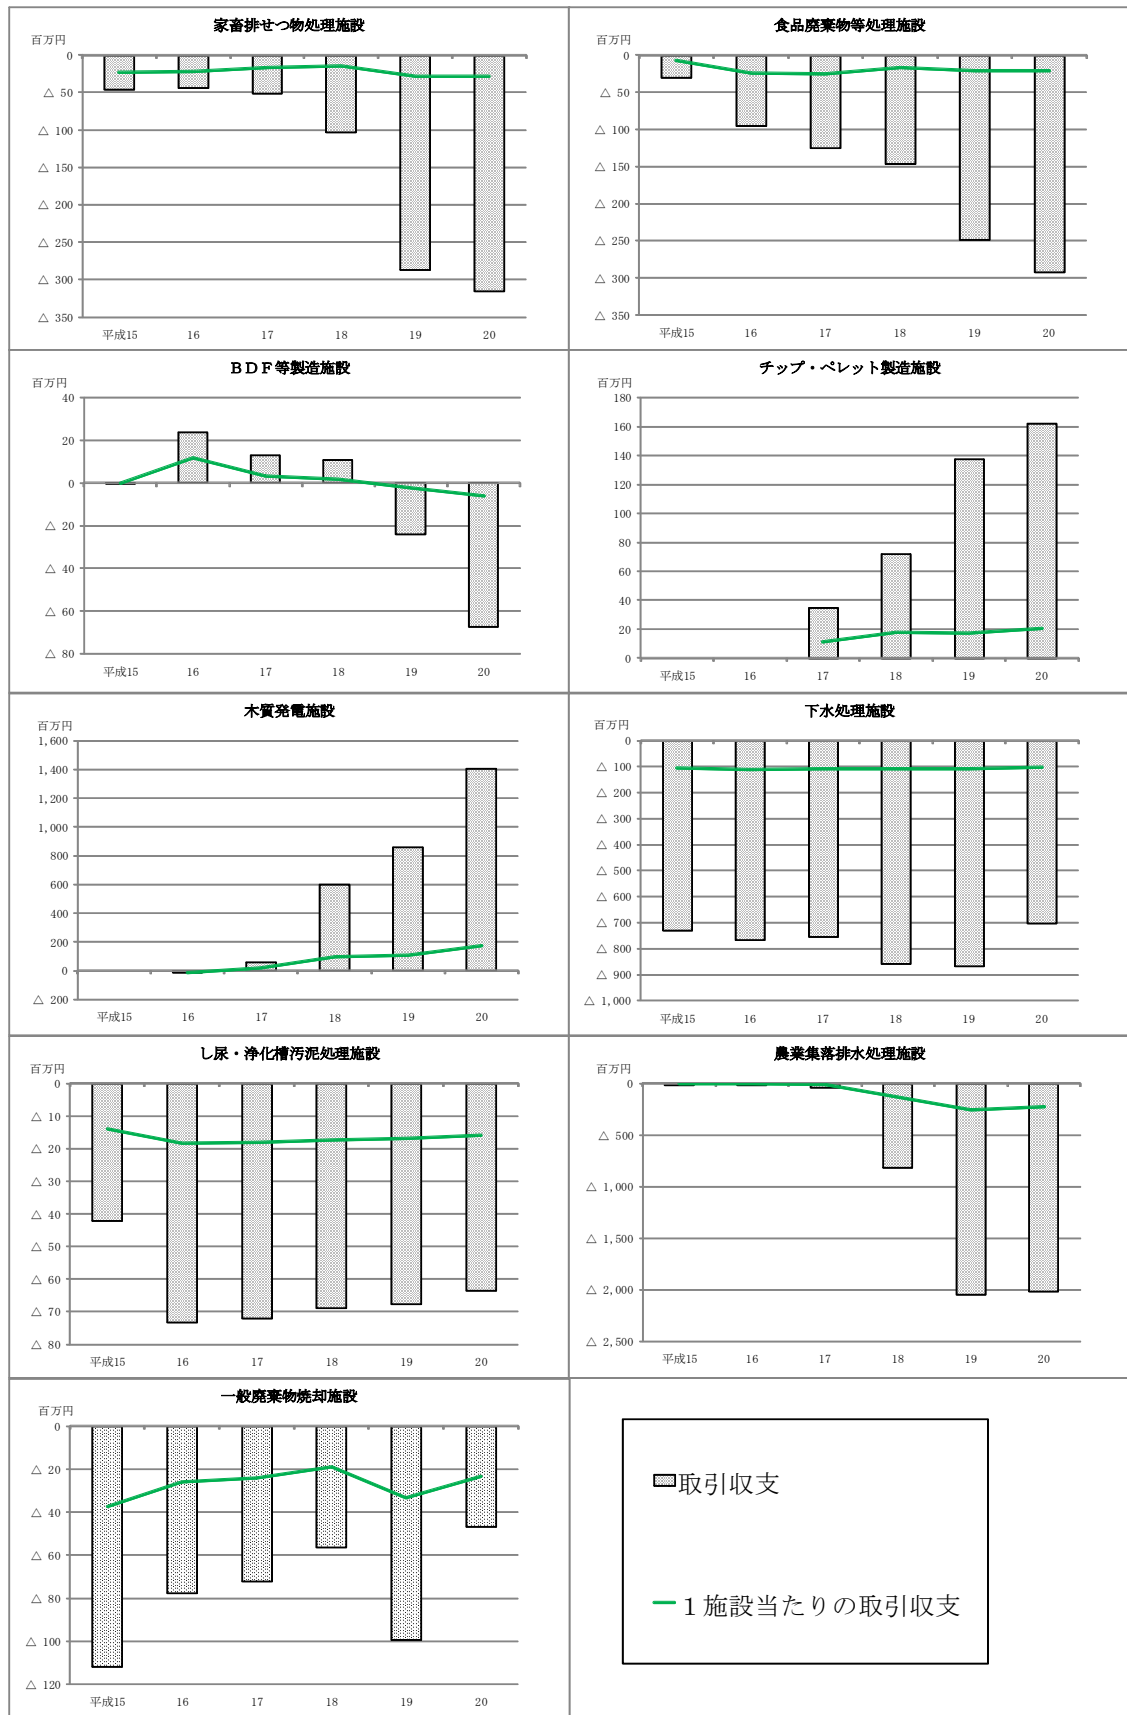 家畜排せつ物処理施設
百万円
0
△ 50
△ 100
△ 150
△ 200
△ 250
△ 300
△ 350
平成15 16 17 18 19 20
食品廃棄物等処理施設
百万円
0
△ 50
△ 100
△ 150
△ 200
△ 250
△ 300
△ 350
平成15 16 17 18 19 20
ＢＤＦ等製造施設
百万円
40
20
0
△ 20
△ 40
△ 60
△ 80
平成15 16 17 18 19 20
チップ・ペレット製造施設
百万円
180
160
140
120
100
80
60
40
20
0
平成15 16 17 18 19 20
木質発電施設
百万円
1,600
1,400
1,200
1,000
800
600
400
200
0
△ 200
平成15 16 17 18 19 20
下水処理施設
百万円
0
△ 100
△ 200
△ 300
△ 400
△ 500
△ 600
△ 700
△ 800
△ 900
△ 1,000
平成15 16 17 18 19 20
し尿・浄化槽汚泥処理施設
百万円
0
△ 10
△ 20
△ 30
△ 40
△ 50
△ 60
△ 70
△ 80
平成15 16 17 18 19 20
農業集落排水処理施設
百万円
0
△ 500
△ 1,000
△ 1,500
△ 2,000
△ 2,500
平成15 16 17 18 19 20
一般廃棄物焼却施設
百万円
0
△ 20
△ 40
△ 60
△ 80
△ 100
△ 120
平成15 16 17 18 19 20
取引収支
１施設当たりの取引収支